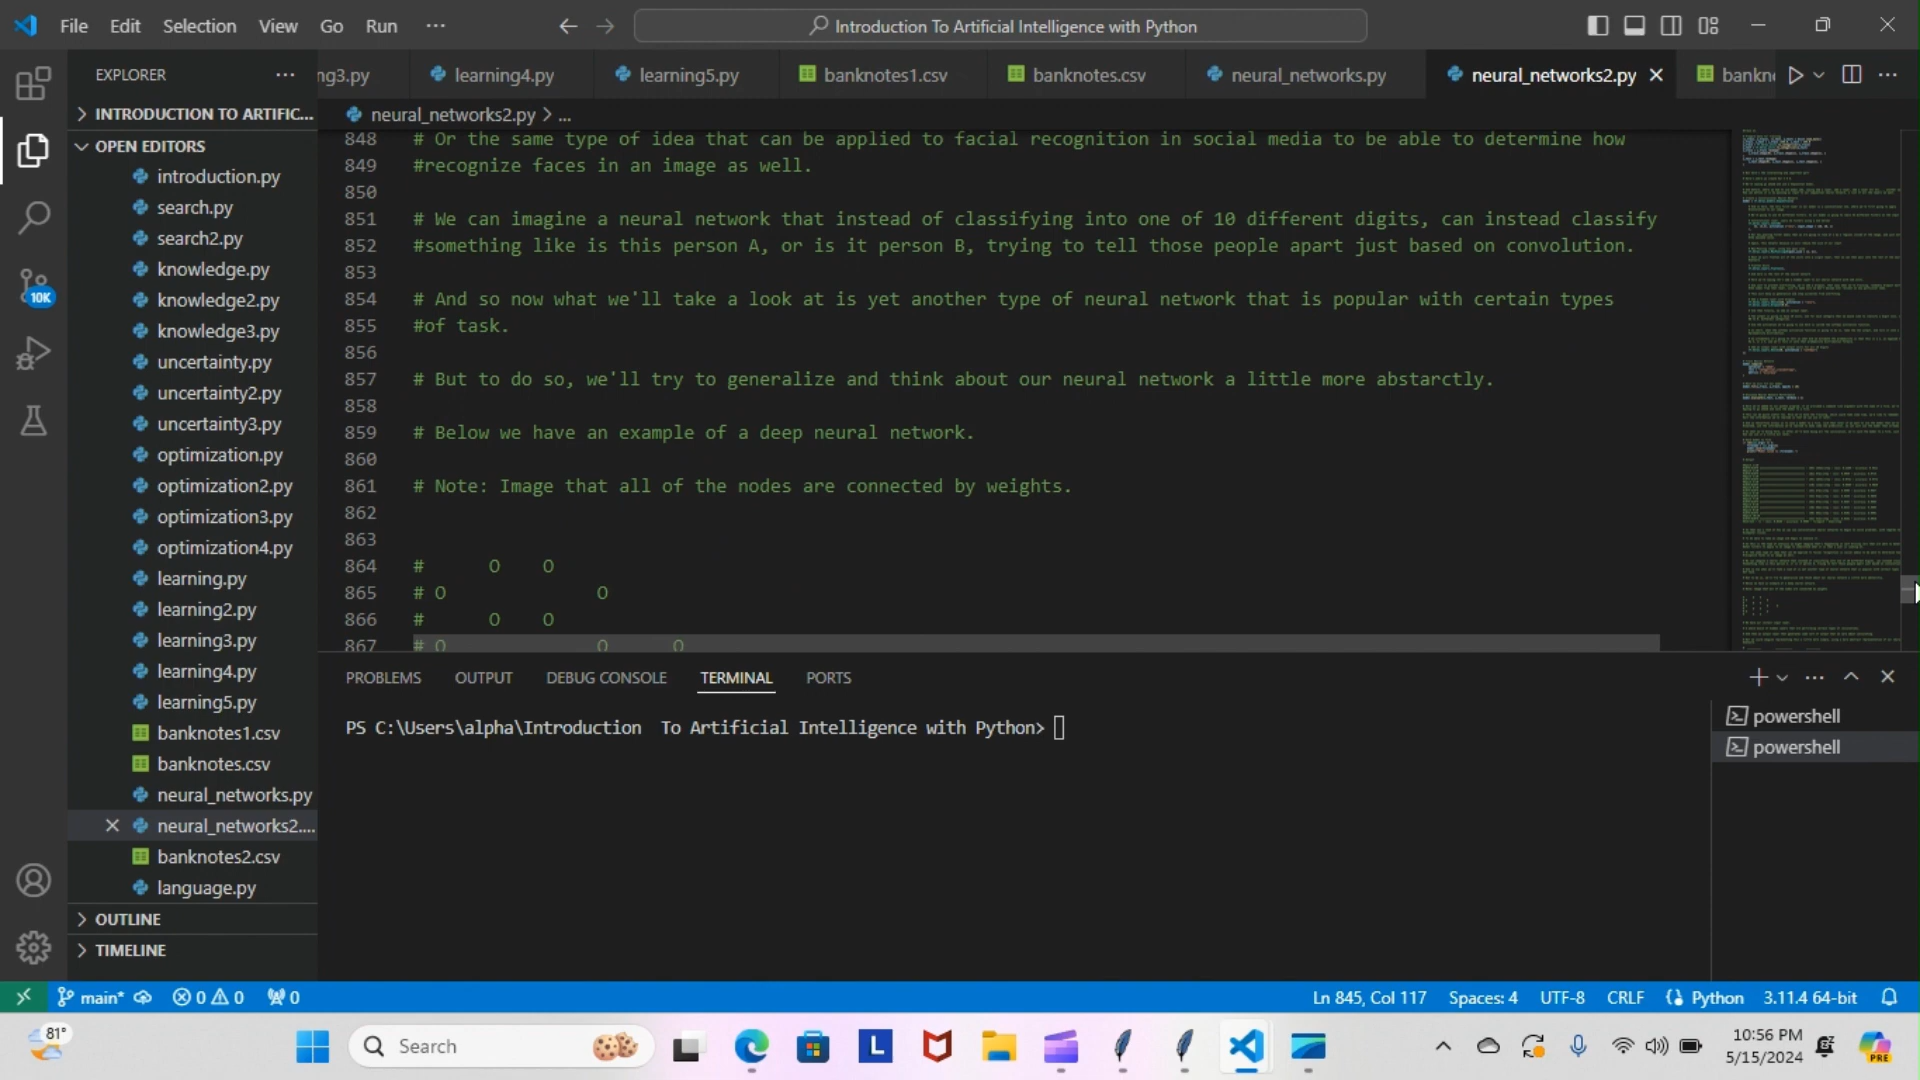 File Edit Selection View Go Run ···
Introduction To Artificial Intelligence with Python
EXPLORER
ng3.py learning4.py learning5.py banknotes1.csv banknotes.csv neural_networks.py neural_networks2.py bankn
INTRODUCTION TO ARTIFIC...
neural_networks2.py > ...
OPEN EDITORS
introduction.py
search.py
search2.py
knowledge.py
knowledge2.py
knowledge3.py
uncertainty.py
uncertainty2.py
uncertainty3.py
optimization.py
optimization2.py
optimization3.py
optimization4.py
learning.py
learning2.py
learning3.py
learning4.py
learning5.py
banknotes1.csv
banknotes.csv
neural_networks.py
neural_networks2....
banknotes2.csv
language.py
OUTLINE
TIMELINE
10K
848 # Or the same type of idea that can be applied to facial recognition in social media to be able to determine how
849 #recognize faces in an image as well.
850
851 # We can imagine a neural network that instead of classifying into one of 10 different digits, can instead classify
852 #something like is this person A, or is it person B, trying to tell those people apart just based on convolution.
853
854 # And so now what we'll take a look at is yet another type of neural network that is popular with certain types
855 #of task.
856
857 # But to do so, we'll try to generalize and think about our neural network a little more abstarctly.
858
859 # Below we have an example of a deep neural network.
860
861 # Note: Image that all of the nodes are connected by weights.
862
863
864 # O O
865 # O O
866 # O O
867 # O O O
PROBLEMS OUTPUT DEBUG CONSOLE TERMINAL PORTS
PS C:\Users\alpha\Introduction  To Artificial Intelligence with Python>
powershell
powershell
main* 0 0 0
Ln 845, Col 117 Spaces: 4 UTF-8 CRLF Python 3.11.4 64-bit
81°
Search
L
10:56 PM
5/15/2024
PRE